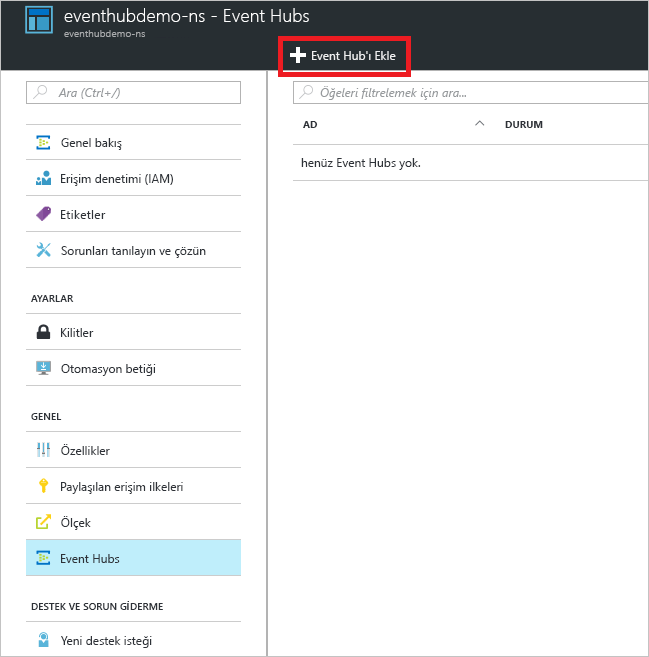 eventhubdemo-ns - Event Hubs
eventhubdemo-ns
Event Hub'ı Ekle
Ara (Ctrl+/)
Genel bakış
Erişim denetimi (IAM)
Etiketler
Sorunları tanılayın ve çözün
AYARLAR
Kilitler
Otomasyon betiği
GENEL
Özellikler
Paylaşılan erişim ilkeleri
Ölçek
Event Hubs
DESTEK VE SORUN GİDERME
Yeni destek isteği
Öğeleri filtrelemek için ara...
AD
DURUM
henüz Event Hubs yok.